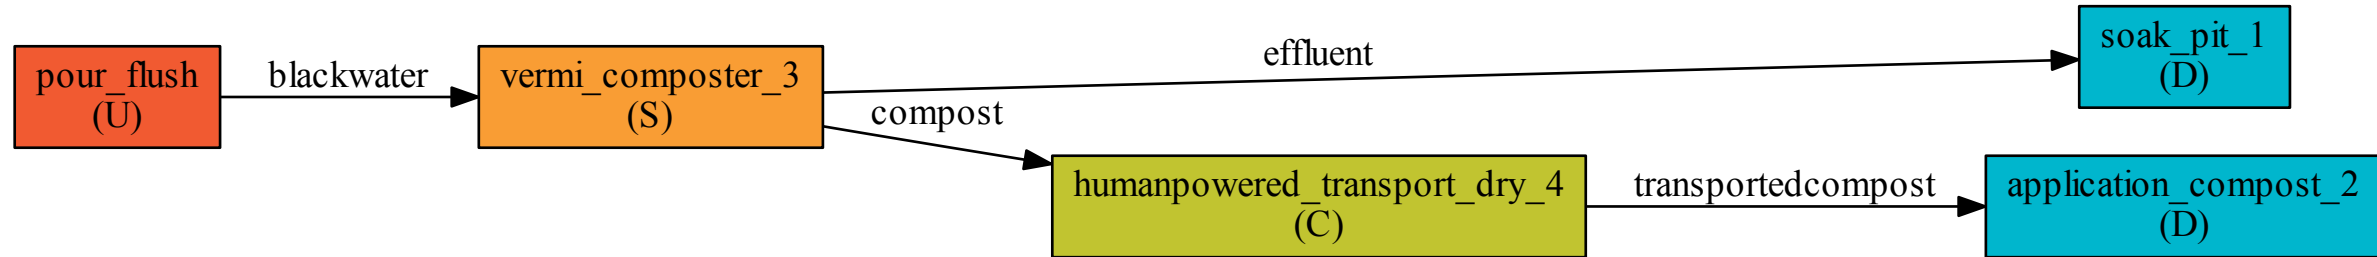 pour_flush
(U)
blackwater
vermi_composter_3
(S)
effluent
soak_pit_1
(D)
compost
humanpowered_transport_dry_4
(C)
transportedcompost
application_compost_2
(D)